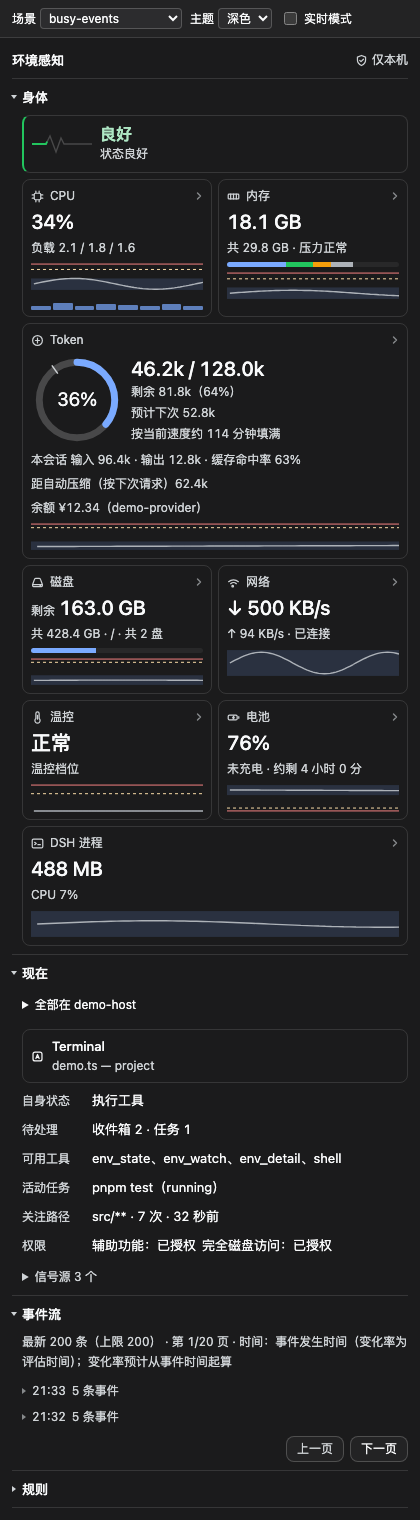 场景 busy-events 主题 深色 实时模式
环境感知 仅本机
身体
良好
状态良好
CPU
34%
负载 2.1 / 1.8 / 1.6
内存
18.1 GB
共 29.8 GB · 压力正常
Token
36%
46.2k / 128.0k
剩余 81.8k（64%）
预计下次 52.8k
按当前速度约 114 分钟填满
本会话 输入 96.4k · 输出 12.8k · 缓存命中率 63%
距自动压缩（按下次请求）62.4k
余额 ¥12.34（demo-provider）
磁盘
剩余 163.0 GB
共 428.4 GB · / · 共 2 盘
网络
↓ 500 KB/s
↑ 94 KB/s · 已连接
温控
正常
温控档位
电池
76%
未充电 · 约剩 4 小时 0 分
DSH 进程
488 MB
CPU 7%
现在
全部在 demo-host
Terminal
demo.ts — project
自身状态 执行工具
待处理 收件箱 2 · 任务 1
可用工具 env_state、env_watch、env_detail、shell
活动任务 pnpm test（running）
关注路径 src/** · 7 次 · 32 秒前
权限 辅助功能：已授权 完全磁盘访问：已授权
信号源 3 个
事件流
最新 200 条（上限 200） · 第 1/20 页 · 时间：事件发生时间（变化率为
评估时间）；变化率预计从事件时间起算
21:33 5 条事件
21:32 5 条事件
上一页 下一页
规则